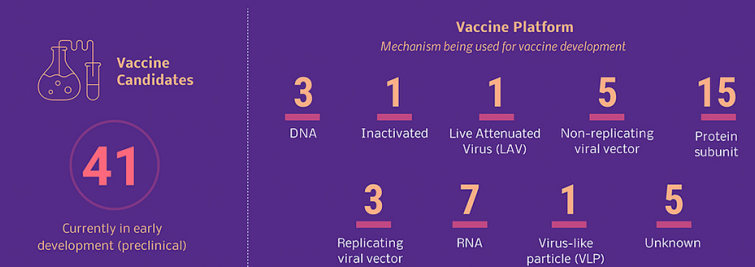 Vaccine
Candidates
41
Currently in early
development (preclinical)
Vaccine Platform
Mechanism being used for vaccine development
3
DNA
1
Inactivated
1
Live Attenuated
Virus (LAV)
5
Non-replicating
viral vector
15
Protein
subunit
3
Replicating
viral vector
7
RNA
1
Virus-like
particle (VLP)
5
Unknown